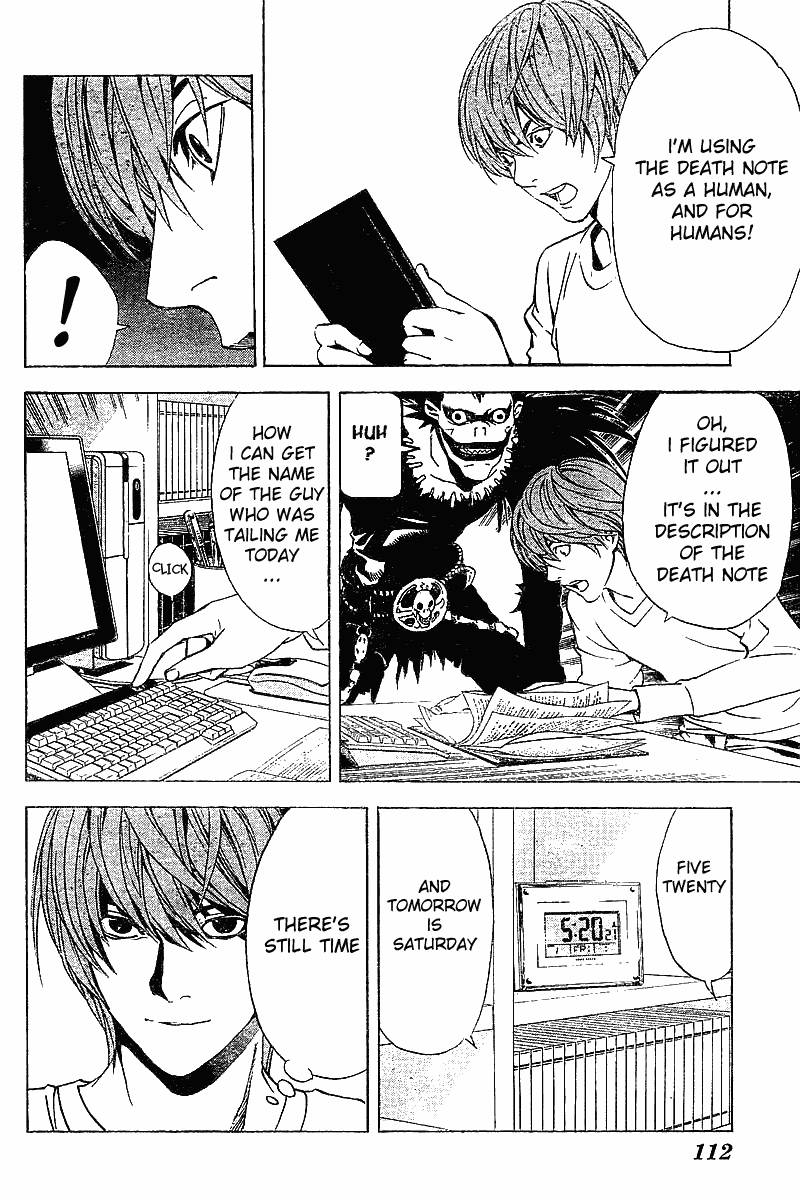 I'M USING
THE DEATH NOTE
AS A HUMAN,
AND FOR
HUMANS!
!
OH,
I FIGURED
IT OUT
...
IT'S IN THE
DESCRIPTION
OF THE
DEATH NOTE
HUH
?
HOW
I CAN GET
THE NAME
OF THE GUY
WHO WAS
TAILING ME
TODAY
...
CLICK
FIVE
TWENTY
5:20 21
FRI
AND
TOMORROW
IS
SATURDAY
THERE'S
STILL TIME
112